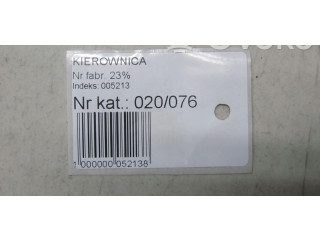 KIEROWNICA
Nr fabr. 23%
Indeks: 005213
Nr kat.: 020/076
1 000000 052138